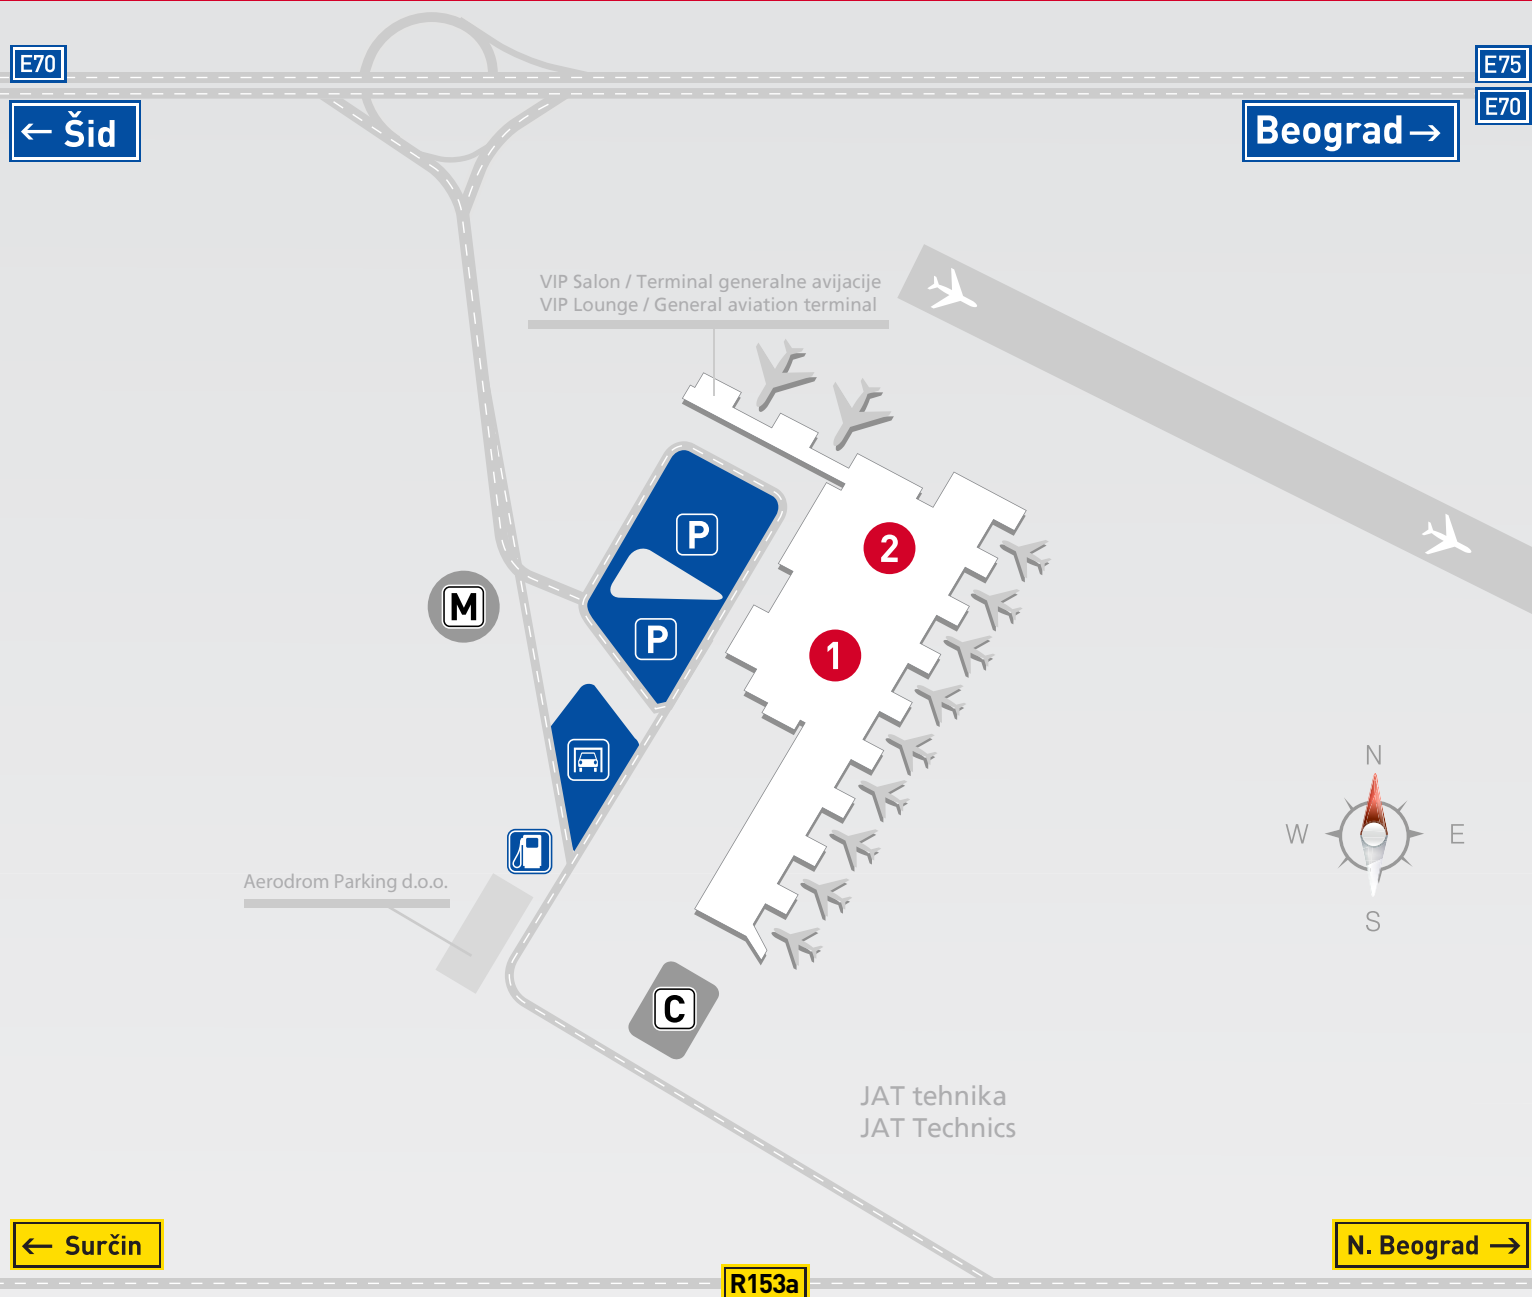 E70
E75
E70
← Šid
Beograd →
VIP Salon / Terminal generalne avijacije
VIP Lounge / General aviation terminal
P
2
M
P
1
N
W
E
S
Aerodrom Parking d.o.o.
C
JAT tehnika
JAT Technics
← Surčin
N. Beograd →
R153a